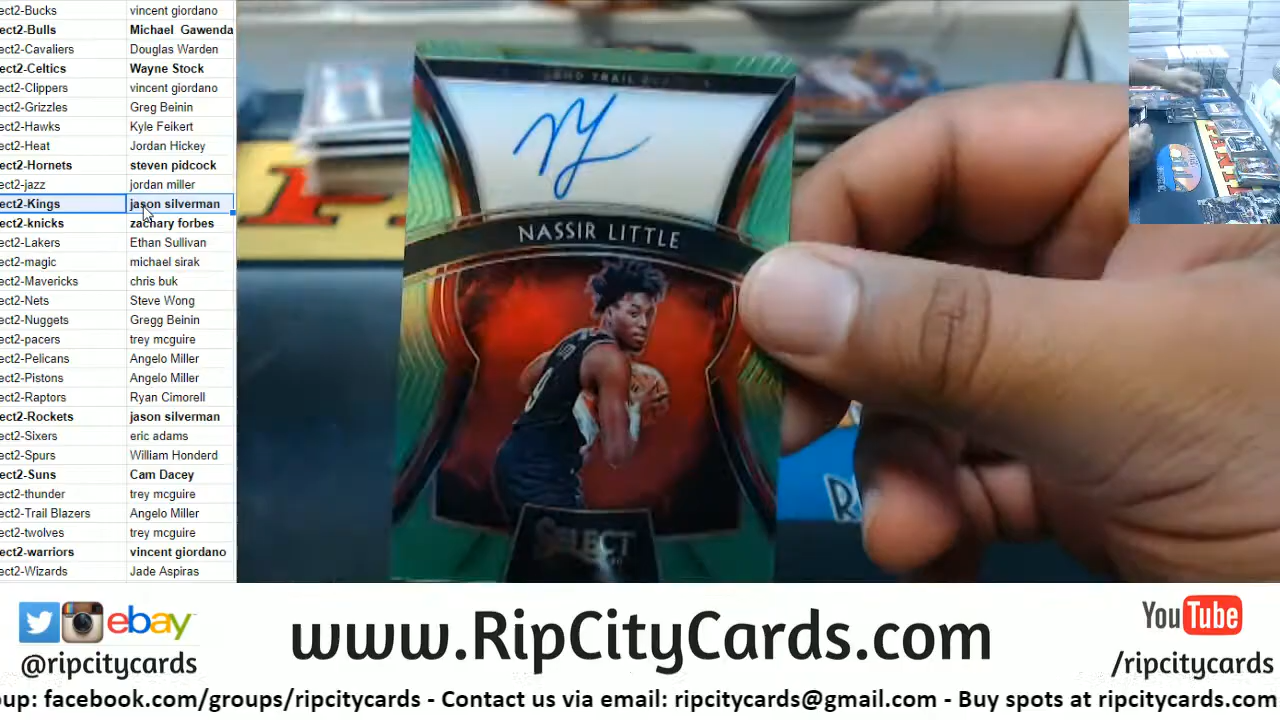 ect2-Bucks vincent giordano
ect2-Bulls Michael Gawenda
ect2-Cavaliers Douglas Warden
ect2-Celtics Wayne Stock
ect2-Clippers vincent giordano
ect2-Grizzles Greg Beinin
ect2-Hawks Kyle Feikert
ect2-Heat Jordan Hickey
ect2-Hornets steven pidcock
ect2-jazz jordan miller
ect2-Kings jason silverman
ect2-knicks zachary forbes
ect2-Lakers Ethan Sullivan
ect2-magic michael sirak
ect2-Mavericks chris buk
ect2-Nets Steve Wong
ect2-Nuggets Gregg Beinin
ect2-pacers trey mcguire
ect2-Pelicans Angelo Miller
ect2-Pistons Angelo Miller
ect2-Raptors Ryan Cimorell
ect2-Rockets jason silverman
ect2-Sixers eric adams
ect2-Spurs William Honderd
ect2-Suns Cam Dacey
ect2-thunder trey mcguire
ect2-Trail Blazers Angelo Miller
ect2-twolves trey mcguire
ect2-warriors vincent giordano
ect2-Wizards Jade Aspiras
NASSIR LITTLE
SELECT
ebay
@ripcitycards
www.RipCityCards.com
YouTube
/ripcitycards
oup: facebook.com/groups/ripcitycards - Contact us via email: ripcitycards@gmail.com - Buy spots at ripcitycards.com